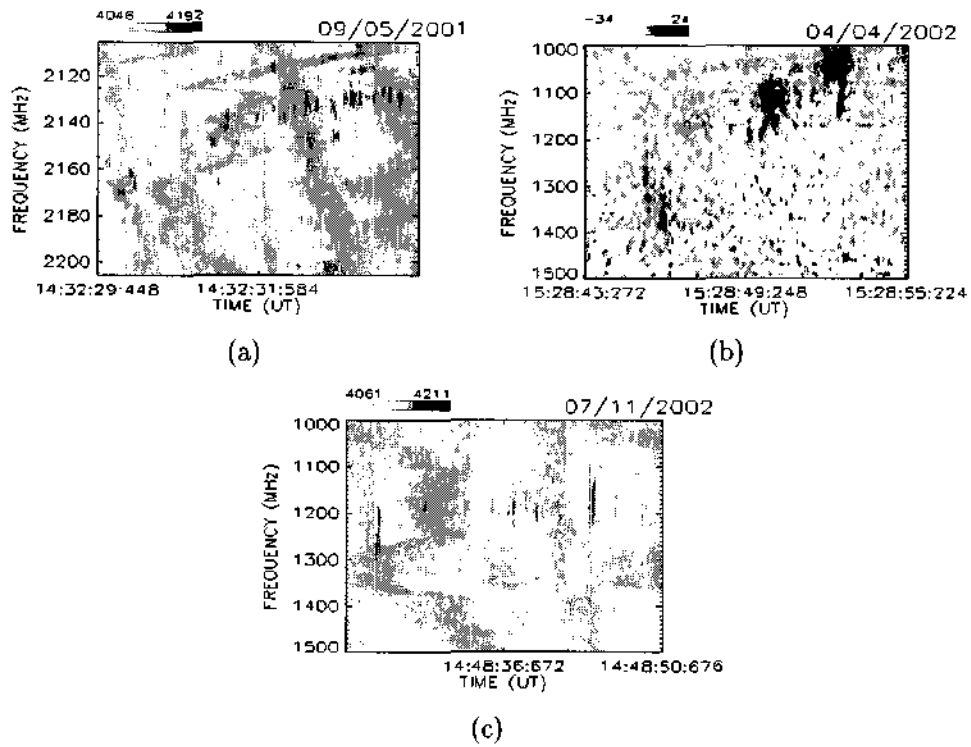 4046 4192 09/05/2001
2120
2140
2160
2180
2200
FREQUENCY (MHz)
14:32:29:448 14:32:31:584
TIME (UT)
(a)
-34 24 04/04/2002
1000
1100
1200
1300
1400
1500
FREQUENCY (MHz)
15:28:43:272 15:28:49:248 15:28:55:224
TIME (UT)
(b)
4061 4211 07/11/2002
1000
1100
1200
1300
1400
1500
FREQUENCY (MHz)
14:48:36:672 14:48:50:676
TIME (UT)
(c)